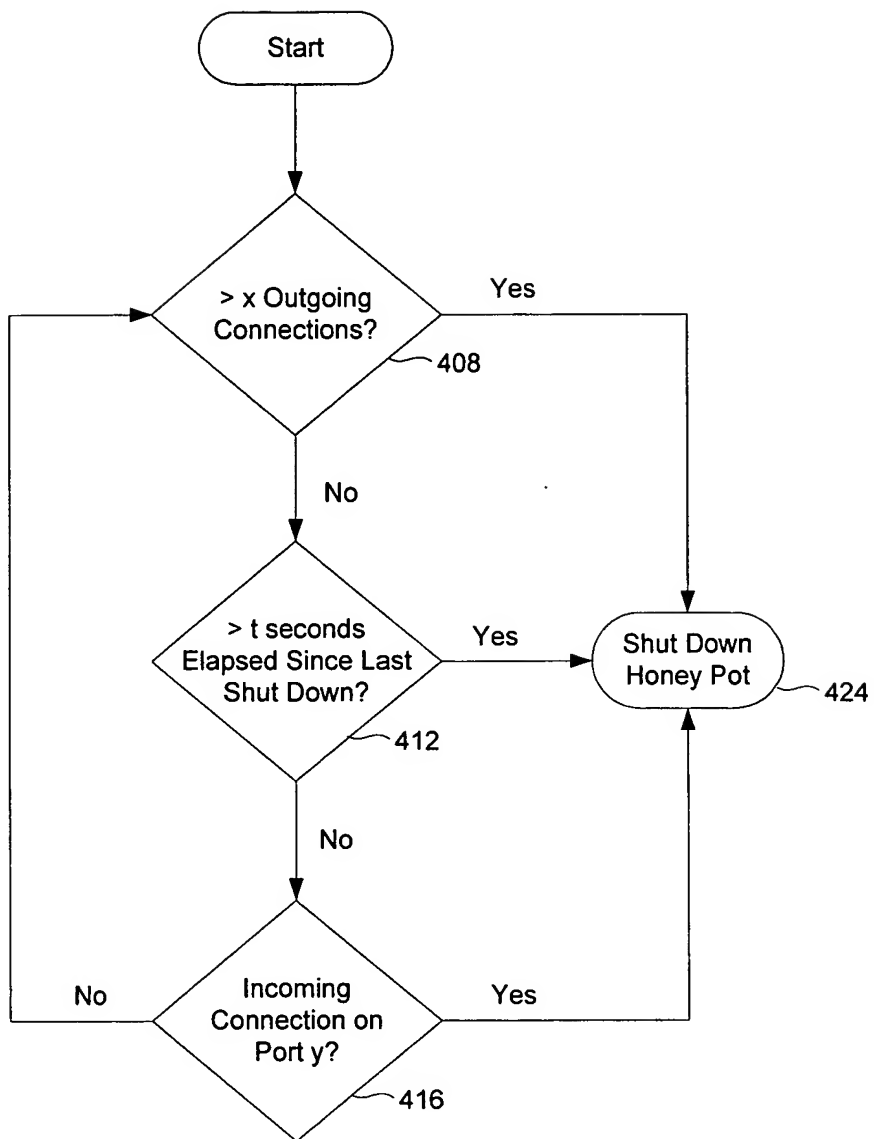 Start
> x Outgoing
Connections?
Yes
408
No
> t seconds
Elapsed Since Last
Shut Down?
Yes
412
Shut Down
Honey Pot
424
No
Incoming
Connection on
Port y?
No
Yes
416